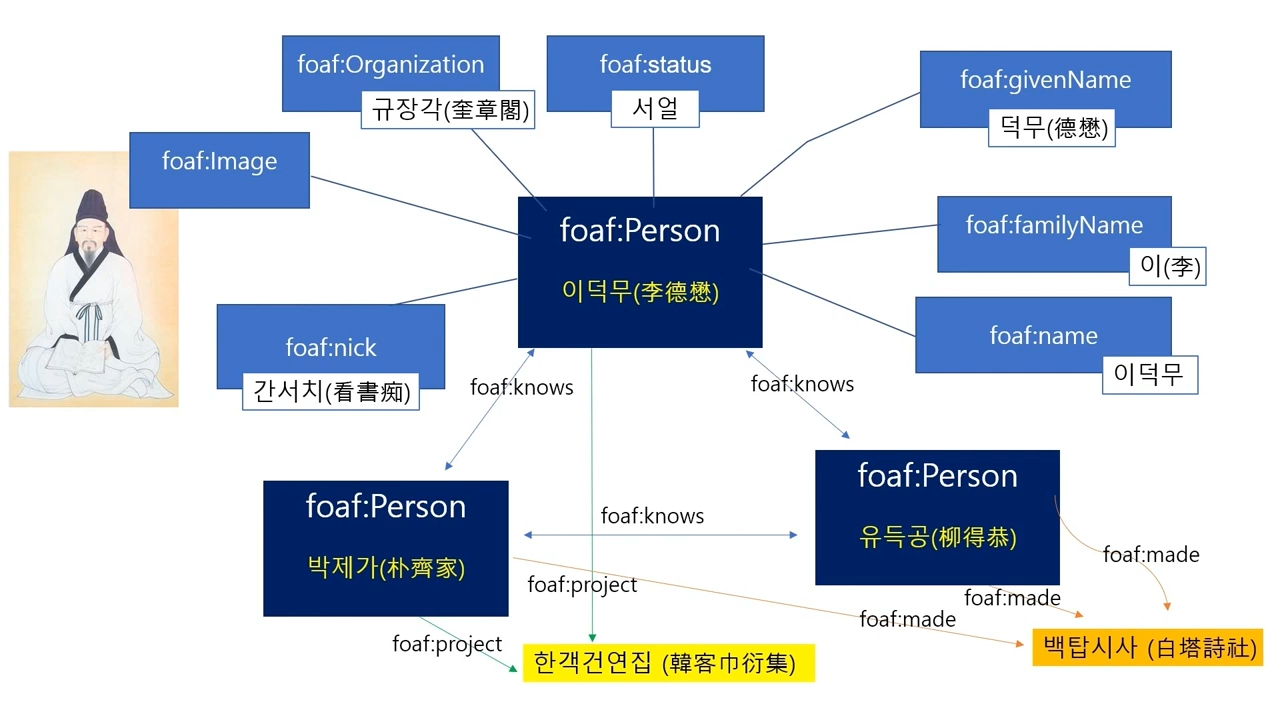 foaf:Organization
규장각(奎章閣)
foaf:status
서얼
foaf:givenName
덕무(德懋)
foaf:Image
foaf:Person
이덕무(李德懋)
foaf:familyName
이(李)
foaf:nick
간서치(看書痴)
foaf:name
이덕무
foaf:knows
foaf:knows
foaf:Person
박제가(朴齊家)
foaf:knows
foaf:Person
유득공(柳得恭)
foaf:made
foaf:project
foaf:made
foaf:made
foaf:project
한객건연집 (韓客巾衍集)
백탑시사 (白塔詩社)